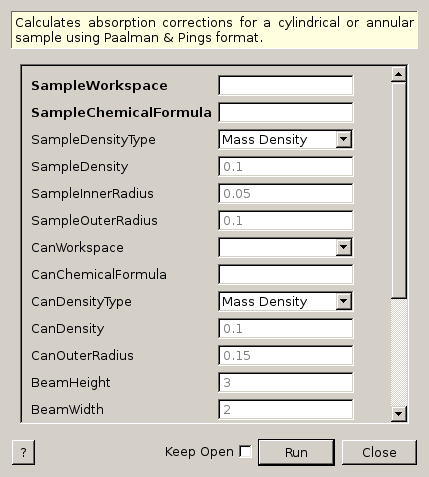 Calculates absorption corrections for a cylindrical or annular
sample using Paalman & Pings format.
SampleWorkspace
SampleChemicalFormula
SampleDensityType Mass Density
SampleDensity 0.1
SampleInnerRadius 0.05
SampleOuterRadius 0.1
CanWorkspace
CanChemicalFormula
CanDensityType Mass Density
CanDensity 0.1
CanOuterRadius 0.15
BeamHeight 3
BeamWidth 2
? Keep Open Run Close